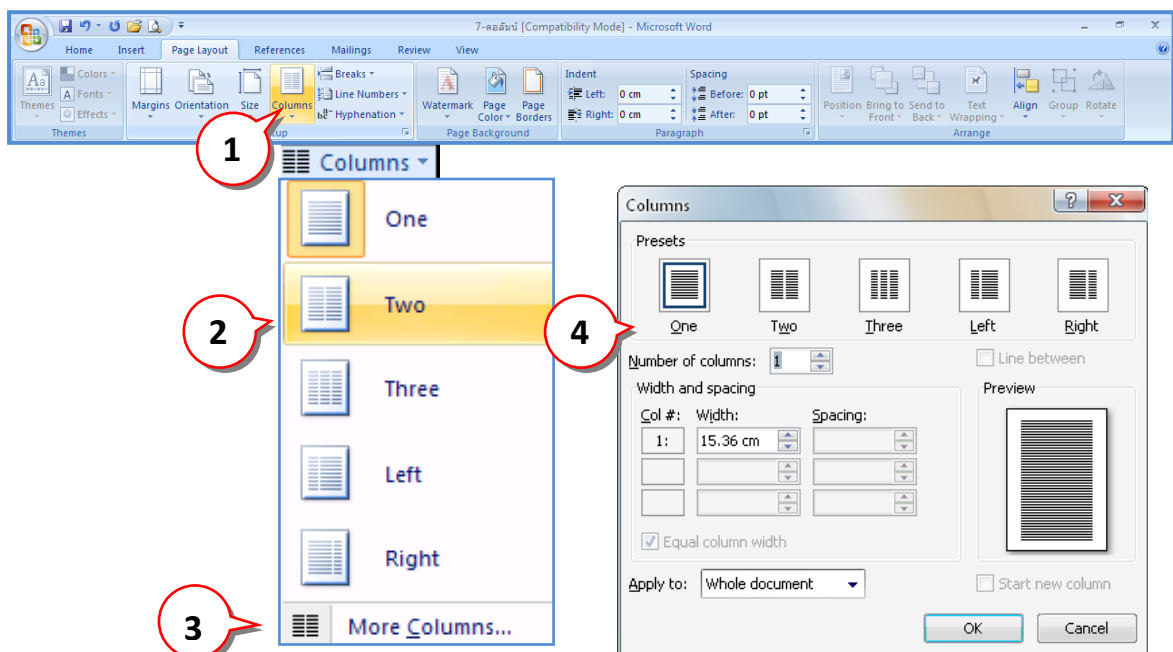 7-คอลัมน์ [Compatibility Mode] - Microsoft Word
Home Insert Page Layout References Mailings Review View
Aa Colors Fonts Effects Themes
Themes
Margins Orientation Size Columns
Breaks
Line Numbers
Hyphenation
Watermark Page Color Page Borders
Page Background
Indent Spacing
Left: 0 cm Before: 0 pt
Right: 0 cm After: 0 pt
Paragraph
Position Bring to Front Send to Back Text Wrapping Align Group Rotate
Arrange
1
Columns
One
2
Two
Three
Left
Right
3
More Columns...
Columns
Presets
4
One Two Three Left Right
Number of columns: 1 Line between
Width and spacing Preview
Col #: Width: Spacing:
1: 15.36 cm
Equal column width
Apply to: Whole document Start new column
OK Cancel